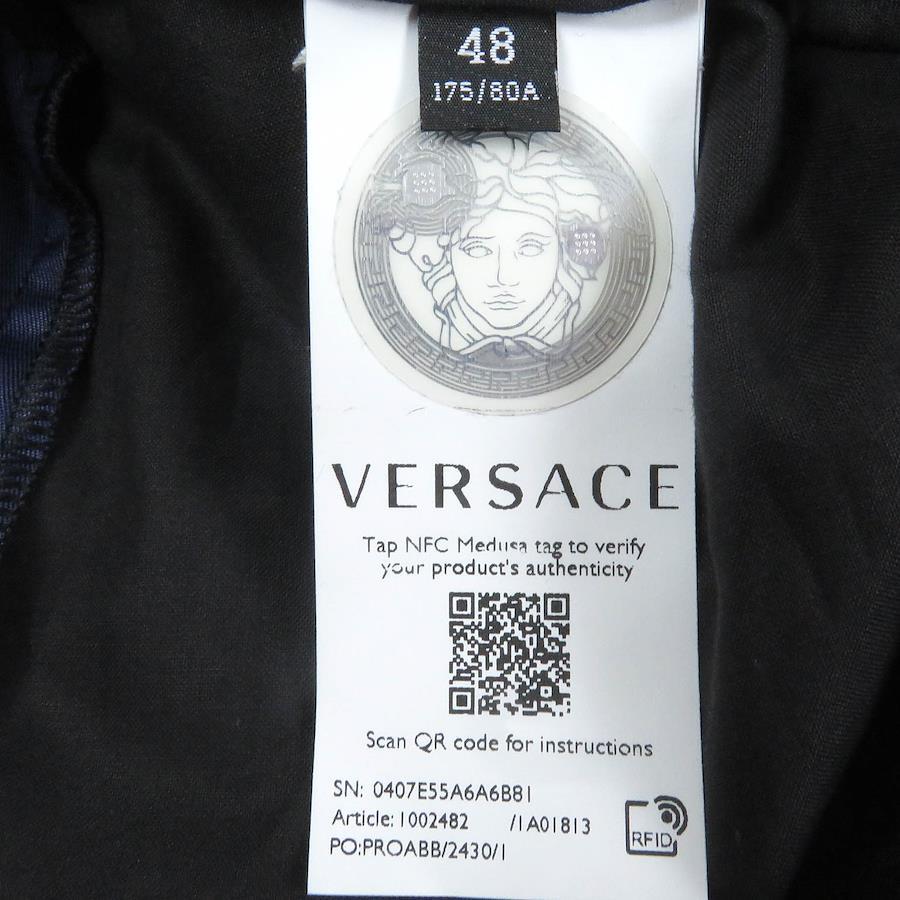 48
175/80A
VERSACE
Tap NFC Medusa tag to verify
your product's authenticity
Scan QR code for instructions
SN: 0407E55A6A6B81
Article: 1002482 /1A01813
PO:PROABB/2430/1
RFID